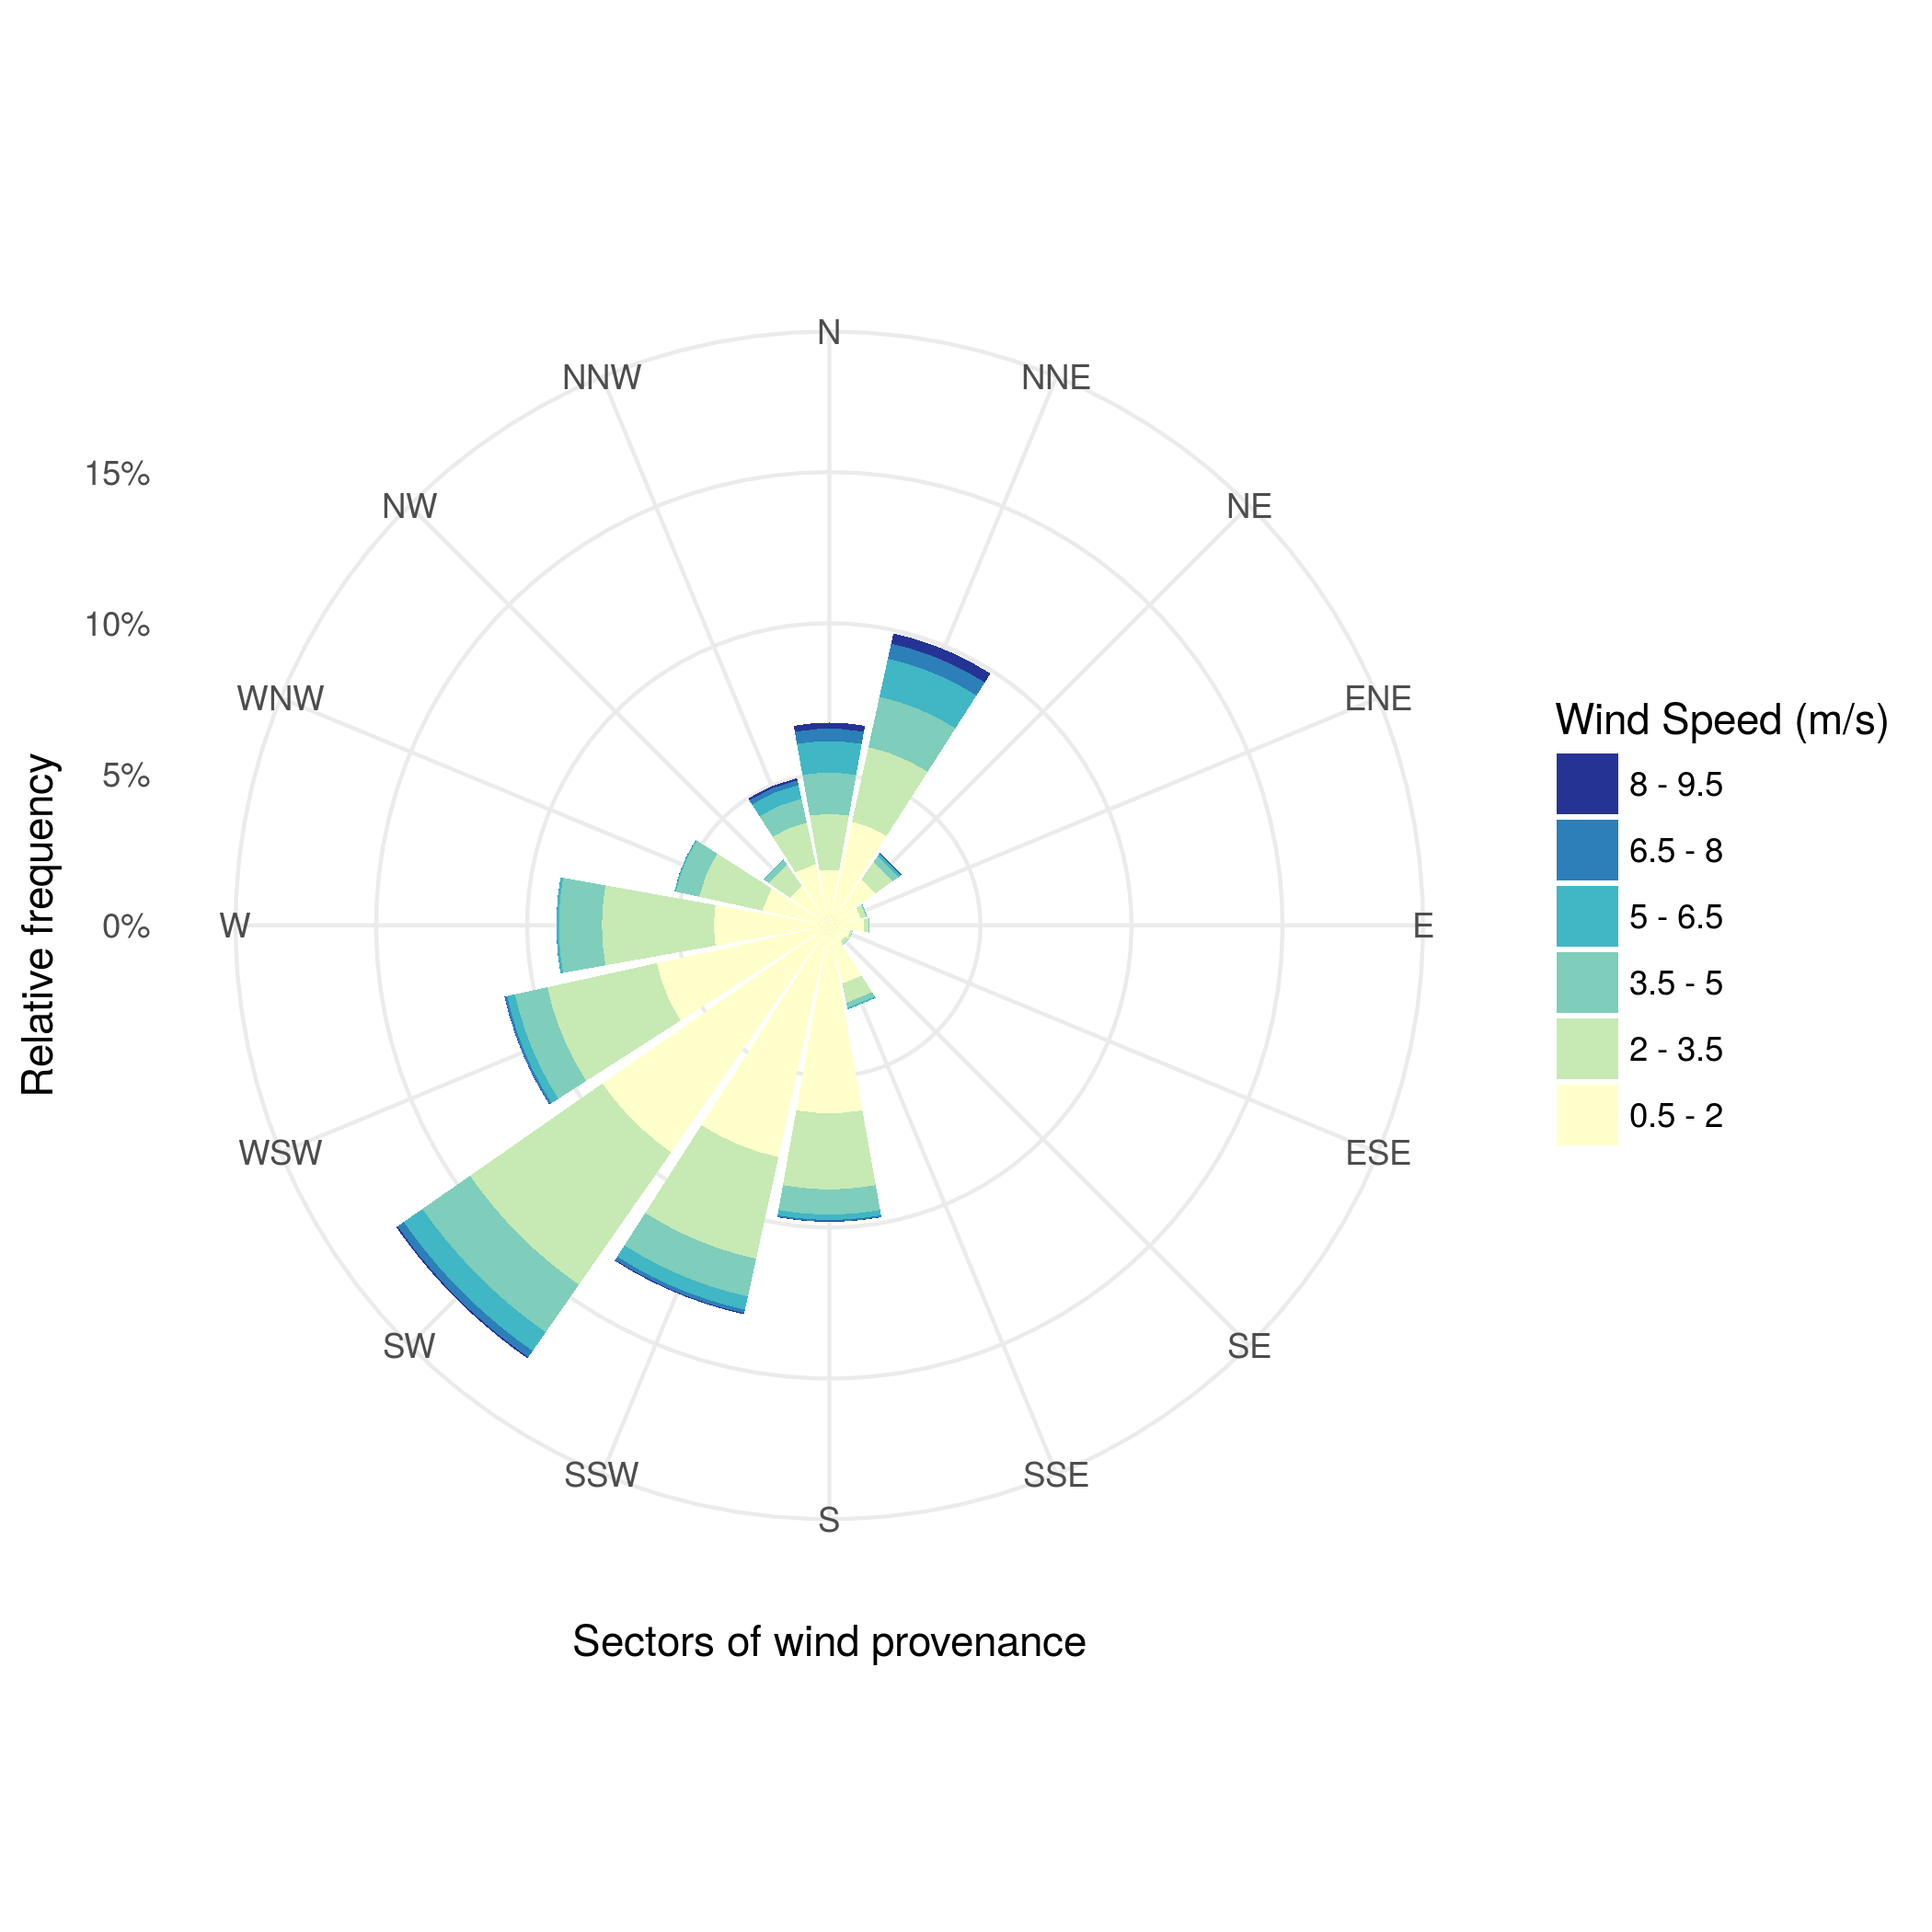 N
NNW
NNE
15%
NW
NE
10%
WNW
ENE
Wind Speed (m/s)
5%
8 - 9.5
6.5 - 8
Relative frequency
0%
W
E
5 - 6.5
3.5 - 5
2 - 3.5
0.5 - 2
WSW
ESE
SW
SE
SSW
SSE
S
Sectors of wind provenance